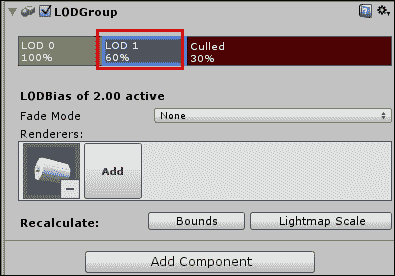 LODGroup
LOD 0
100%
LOD 1
60%
Culled
30%
LODBias of 2.00 active
Fade Mode None
Renderers:
Add
Recalculate: Bounds Lightmap Scale
Add Component